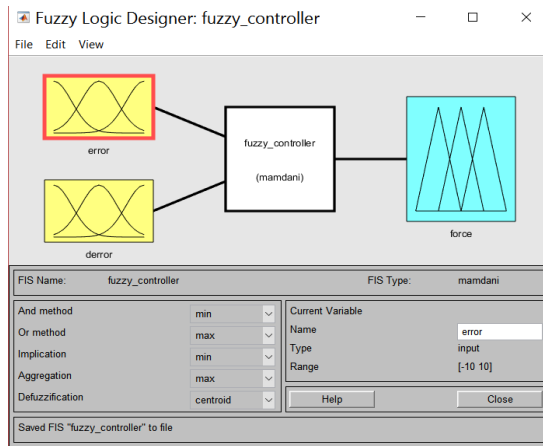 Fuzzy Logic Designer: fuzzy_controller
File Edit View
error
derror
fuzzy_controller
(mamdani)
force
FIS Name: fuzzy_controller FIS Type: mamdani
And method min
Or method max
Implication min
Aggregation max
Defuzzification centroid
Current Variable
Name error
Type input
Range [-10 10]
Help Close
Saved FIS "fuzzy_controller" to file